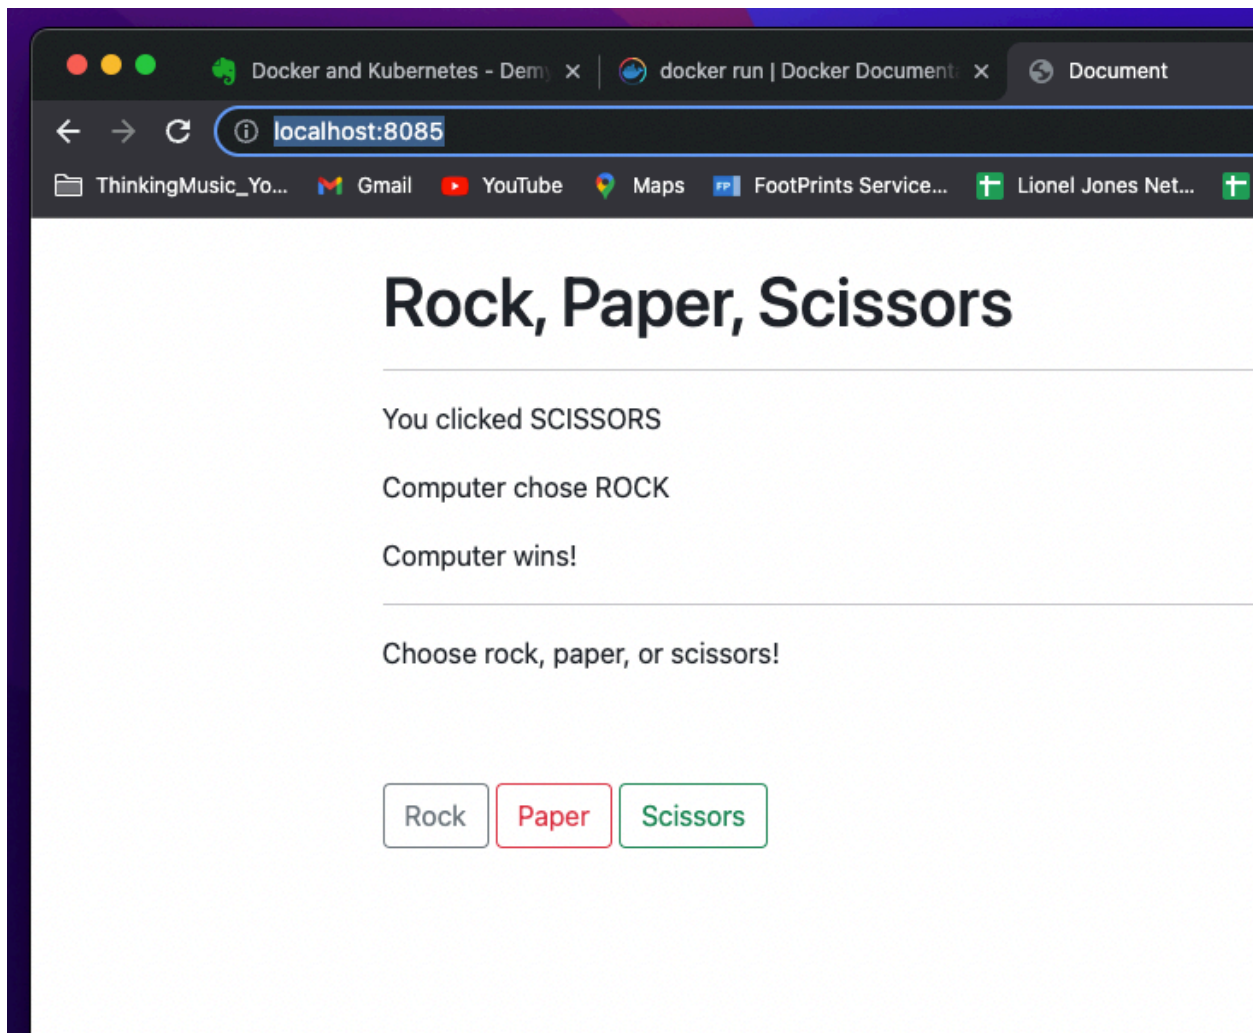 Docker and Kubernetes - Dem
docker run | Docker Document
Document
localhost:8085
ThinkingMusic_Yo...
Gmail
YouTube
Maps
FP
FootPrints Service...
Lionel Jones Net...
Rock, Paper, Scissors
You clicked SCISSORS
Computer chose ROCK
Computer wins!
Choose rock, paper, or scissors!
Rock Paper Scissors